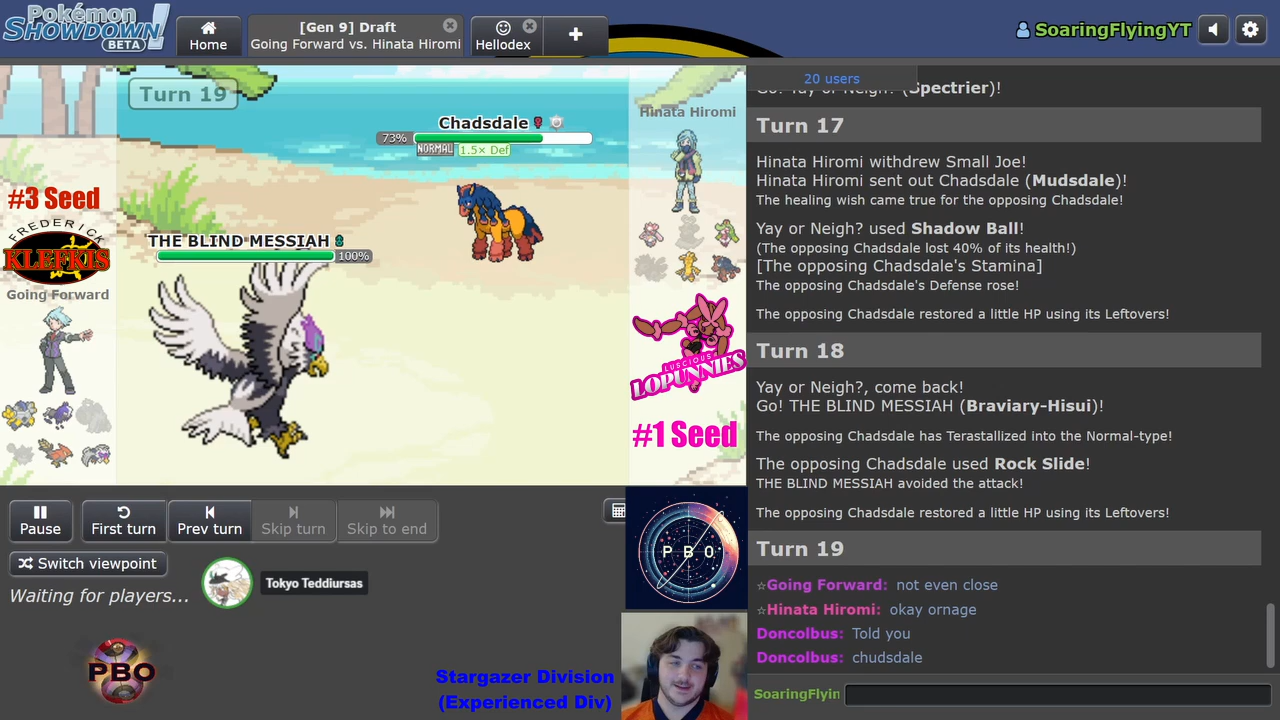 Pokémon
SHOWDOWN!
BETA
Home
[Gen 9] Draft
Going Forward vs. Hinata Hiromi
Hellodex
SoaringFlyingYT
Turn 19
Chadsdale
73%
NORMAL 1.5× Def
THE BLIND MESSIAH
100%
#3 Seed
FREDERICK
KLEFKIS
Going Forward
Hinata Hiromi
LUSCIOUS
LOPUNNIES
#1 Seed
20 users
Go! Yay or Neigh? (Spectrier)!
Turn 17
Hinata Hiromi withdrew Small Joe!
Hinata Hiromi sent out Chadsdale (Mudsdale)!
The healing wish came true for the opposing Chadsdale!
Yay or Neigh? used Shadow Ball!
(The opposing Chadsdale lost 40% of its health!)
[The opposing Chadsdale's Stamina]
The opposing Chadsdale's Defense rose!
The opposing Chadsdale restored a little HP using its Leftovers!
Turn 18
Yay or Neigh?, come back!
Go! THE BLIND MESSIAH (Braviary-Hisui)!
The opposing Chadsdale has Terastallized into the Normal-type!
The opposing Chadsdale used Rock Slide!
THE BLIND MESSIAH avoided the attack!
The opposing Chadsdale restored a little HP using its Leftovers!
Turn 19
☆Going Forward: not even close
☆Hinata Hiromi: okay ornage
Doncolbus: Told you
Doncolbus: chudsdale
SoaringFlyin
Pause
First turn
Prev turn
Skip turn
Skip to end
Switch viewpoint
Waiting for players...
Tokyo Teddiursas
PBO
PBO
Stargazer Division
(Experienced Div)